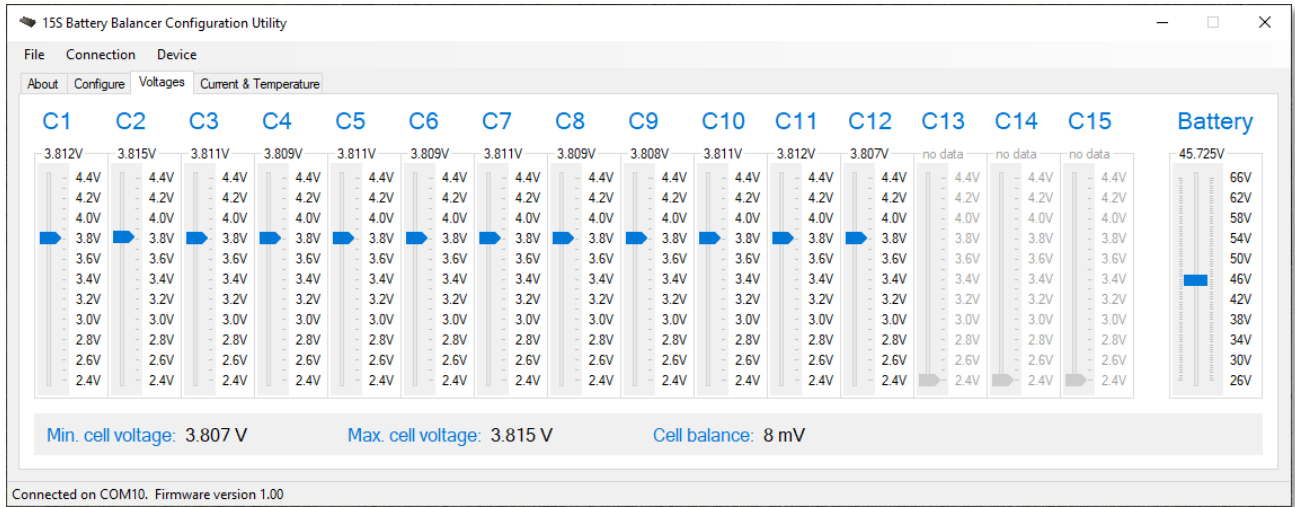 15S Battery Balancer Configuration Utility
File Connection Device
About Configure Voltages Current & Temperature
C1 C2 C3 C4 C5 C6 C7 C8 C9 C10 C11 C12 C13 C14 C15 Battery
3.812V 3.815V 3.811V 3.809V 3.811V 3.809V 3.811V 3.809V 3.808V 3.811V 3.812V 3.807V no data no data no data 45.725V
4.4V 4.4V 4.4V 4.4V 4.4V 4.4V 4.4V 4.4V 4.4V 4.4V 4.4V 4.4V 4.4V 4.4V 4.4V 66V
4.2V 4.2V 4.2V 4.2V 4.2V 4.2V 4.2V 4.2V 4.2V 4.2V 4.2V 4.2V 4.2V 4.2V 4.2V 62V
4.0V 4.0V 4.0V 4.0V 4.0V 4.0V 4.0V 4.0V 4.0V 4.0V 4.0V 4.0V 4.0V 4.0V 4.0V 58V
3.8V 3.8V 3.8V 3.8V 3.8V 3.8V 3.8V 3.8V 3.8V 3.8V 3.8V 3.8V 3.8V 3.8V 3.8V 54V
3.6V 3.6V 3.6V 3.6V 3.6V 3.6V 3.6V 3.6V 3.6V 3.6V 3.6V 3.6V 3.6V 3.6V 3.6V 50V
3.4V 3.4V 3.4V 3.4V 3.4V 3.4V 3.4V 3.4V 3.4V 3.4V 3.4V 3.4V 3.4V 3.4V 3.4V 46V
3.2V 3.2V 3.2V 3.2V 3.2V 3.2V 3.2V 3.2V 3.2V 3.2V 3.2V 3.2V 3.2V 3.2V 3.2V 42V
3.0V 3.0V 3.0V 3.0V 3.0V 3.0V 3.0V 3.0V 3.0V 3.0V 3.0V 3.0V 3.0V 3.0V 3.0V 38V
2.8V 2.8V 2.8V 2.8V 2.8V 2.8V 2.8V 2.8V 2.8V 2.8V 2.8V 2.8V 2.8V 2.8V 2.8V 34V
2.6V 2.6V 2.6V 2.6V 2.6V 2.6V 2.6V 2.6V 2.6V 2.6V 2.6V 2.6V 2.6V 2.6V 2.6V 30V
2.4V 2.4V 2.4V 2.4V 2.4V 2.4V 2.4V 2.4V 2.4V 2.4V 2.4V 2.4V 2.4V 2.4V 2.4V 26V
Min. cell voltage: 3.807 V Max. cell voltage: 3.815 V Cell balance: 8 mV
Connected on COM10. Firmware version 1.00